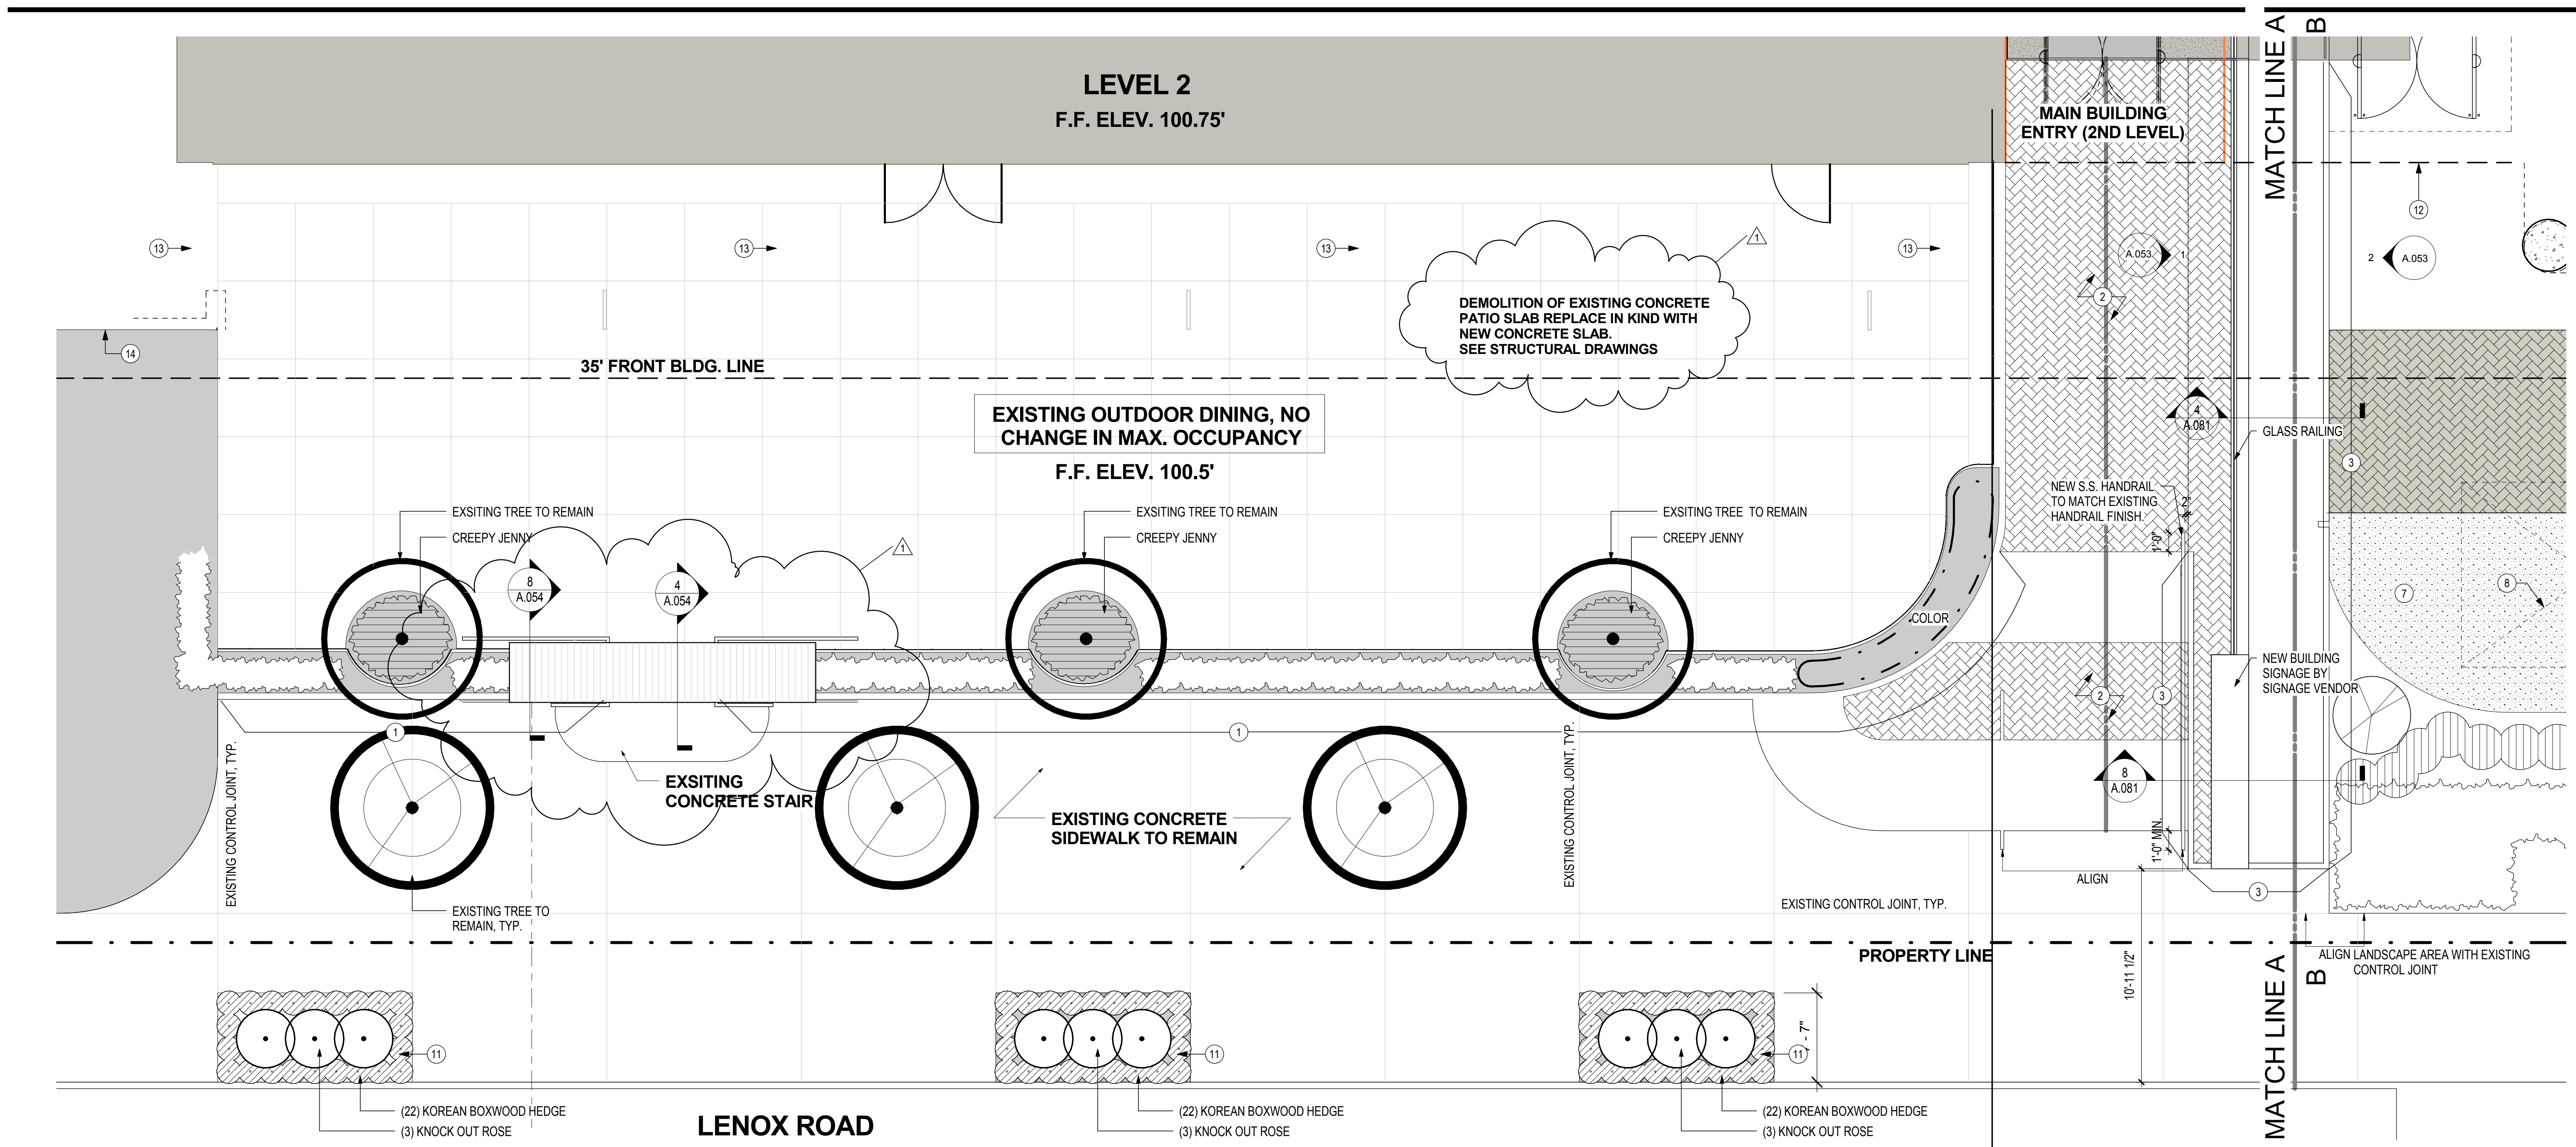 MATCH LINE A
B
LEVEL 2
F.F. ELEV. 100.75'
MAIN BUILDING
ENTRY (2ND LEVEL)
12
13
13
13
13
1
A.053
1
2
A.053
2
DEMOLITION OF EXISTING CONCRETE
PATIO SLAB REPLACE IN KIND WITH
NEW CONCRETE SLAB.
SEE STRUCTURAL DRAWINGS
14
35' FRONT BLDG. LINE
EXISTING OUTDOOR DINING, NO
CHANGE IN MAX. OCCUPANCY
F.F. ELEV. 100.5'
4
A.081
GLASS RAILING
3
NEW S.S. HANDRAIL
TO MATCH EXISTING
HANDRAIL FINISH.
2"
1'-0"
EXSITING TREE TO REMAIN
CREEPY JENNY
EXSITING TREE TO REMAIN
CREEPY JENNY
EXSITING TREE TO REMAIN
CREEPY JENNY
1
8
A.054
4
A.054
8
7
COLOR
NEW BUILDING
SIGNAGE BY
SIGNAGE VENDOR
2
3
1
1
EXISTING CONTROL JOINT, TYP.
EXISTING CONTROL JOINT, TYP.
EXSITING
CONCRETE STAIR
EXISTING CONCRETE
SIDEWALK TO REMAIN
8
A.081
1'-0" MIN.
ALIGN
3
EXISTING TREE TO
REMAIN, TYP.
EXISTING CONTROL JOINT, TYP.
PROPERTY LINE
ALIGN LANDSCAPE AREA WITH EXISTING
CONTROL JOINT
10'-11 1/2"
MATCH LINE A
B
11
11
11
- 7"
(22) KOREAN BOXWOOD HEDGE
(3) KNOCK OUT ROSE
(22) KOREAN BOXWOOD HEDGE
(3) KNOCK OUT ROSE
(22) KOREAN BOXWOOD HEDGE
(3) KNOCK OUT ROSE
LENOX ROAD